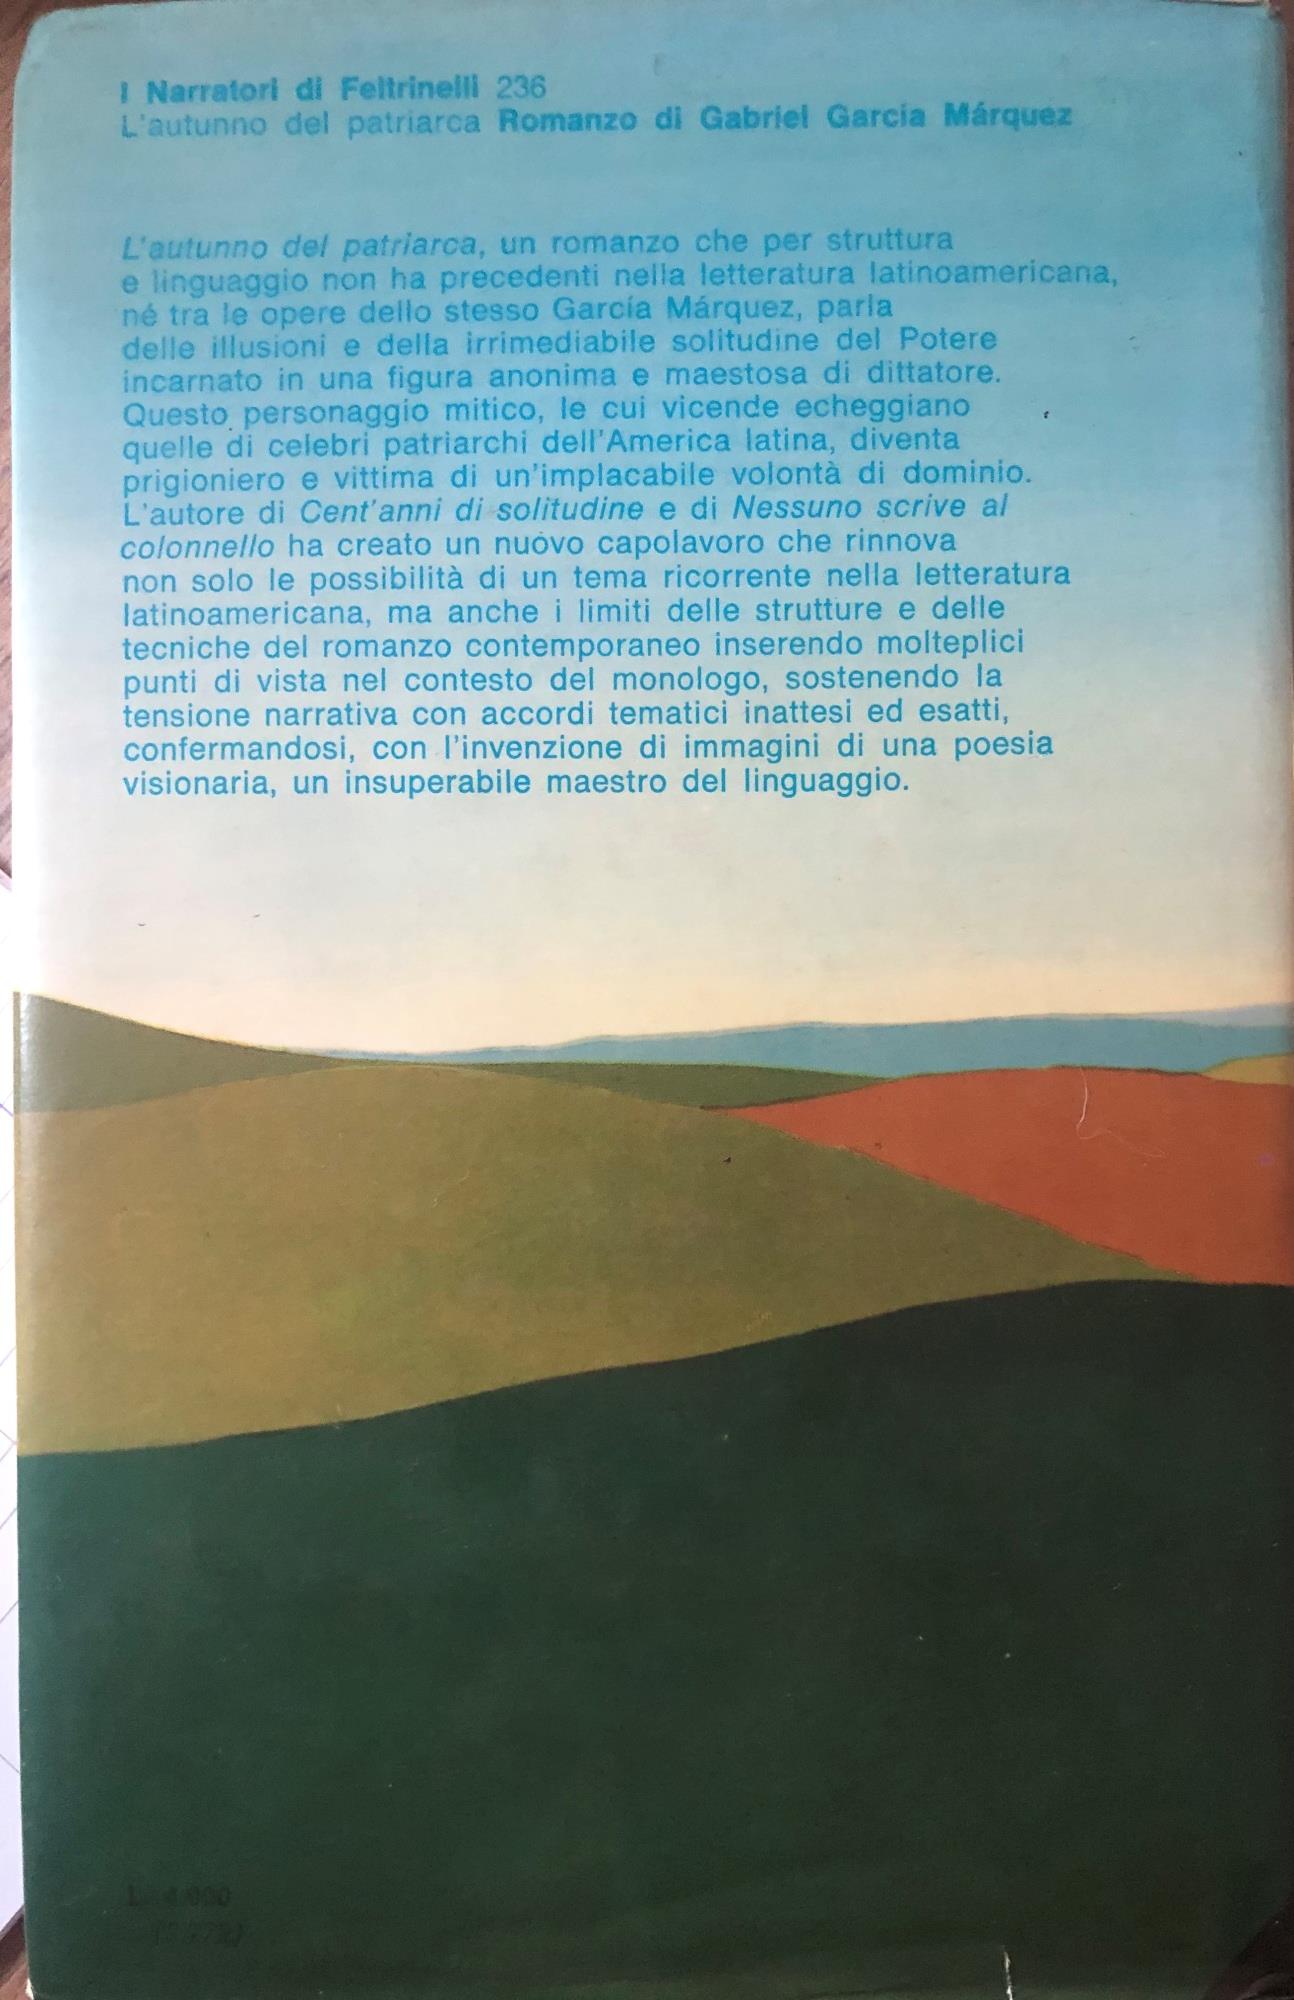 I Narratori di Feltrinelli 236
L'autunno del patriarca Romanzo di Gabriel García Márquez
L'autunno del patriarca, un romanzo che per struttura
e linguaggio non ha precedenti nella letteratura latinoamericana,
né tra le opere dello stesso García Márquez, parla
delle illusioni e della irrimediabile solitudine del Potere
incarnato in una figura anonima e maestosa di dittatore.
Questo personaggio mitico, le cui vicende echeggiano
quelle di celebri patriarchi dell'America latina, diventa
prigioniero e vittima di un'implacabile volontà di dominio.
L'autore di Cent'anni di solitudine e di Nessuno scrive al
colonnello ha creato un nuovo capolavoro che rinnova
non solo le possibilità di un tema ricorrente nella letteratura
latinoamericana, ma anche i limiti delle strutture e delle
tecniche del romanzo contemporaneo inserendo molteplici
punti di vista nel contesto del monologo, sostenendo la
tensione narrativa con accordi tematici inattesi ed esatti,
confermandosi, con l'invenzione di immagini di una poesia
visionaria, un insuperabile maestro del linguaggio.